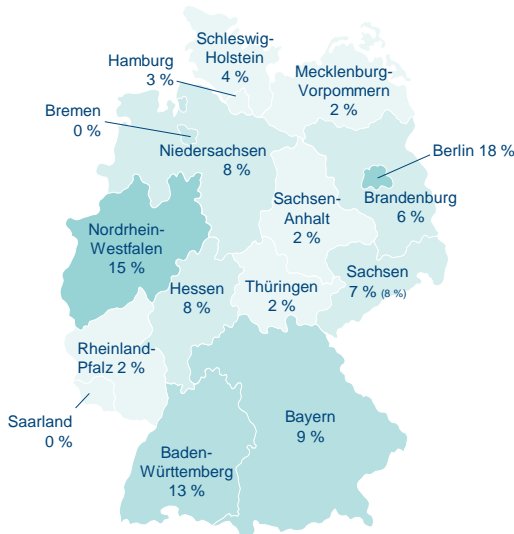 Schleswig-
Holstein
4 %
Hamburg
3 %
Mecklenburg-
Vorpommern
2 %
Bremen
0 %
Niedersachsen
8 %
Berlin 18 %
Brandenburg
6 %
Sachsen-
Anhalt
2 %
Nordrhein-
Westfalen
15 %
Sachsen
7 % (8 %)
Hessen
8 %
Thüringen
2 %
Rheinland-
Pfalz 2 %
Saarland
0 %
Bayern
9 %
Baden-
Württemberg
13 %